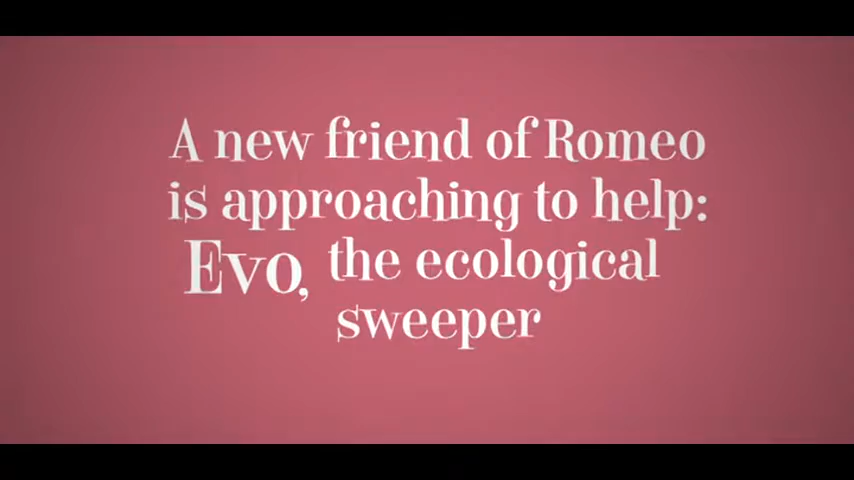 A new friend of Romeo
is approaching to help:
Evo, the ecological
sweeper